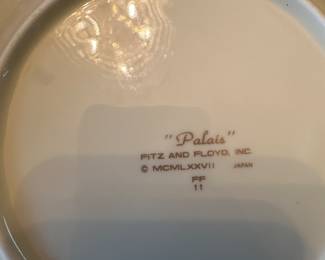 "Palais"
FITZ AND FLOYD, INC.
© MCMLXXVII JAPAN
FF
11